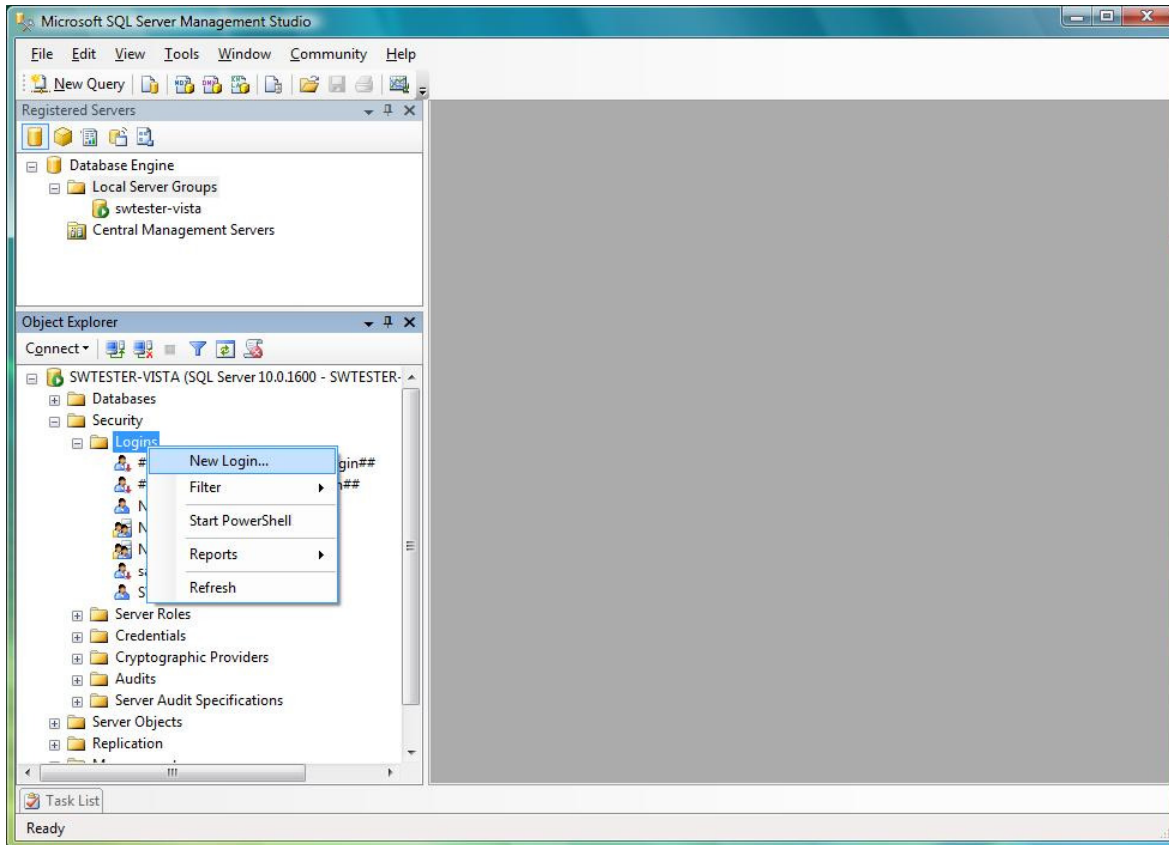 Microsoft SQL Server Management Studio
File Edit View Tools Window Community Help
New Query
Registered Servers
Database Engine
Local Server Groups
swtester-vista
Central Management Servers
Object Explorer
Connect
SWTESTER-VISTA (SQL Server 10.0.1600 - SWTESTER-
Databases
Security
Logins
New Login...
gin##
Filter
Start PowerShell
Reports
Refresh
Server Roles
Credentials
Cryptographic Providers
Audits
Server Audit Specifications
Server Objects
Replication
Task List
Ready